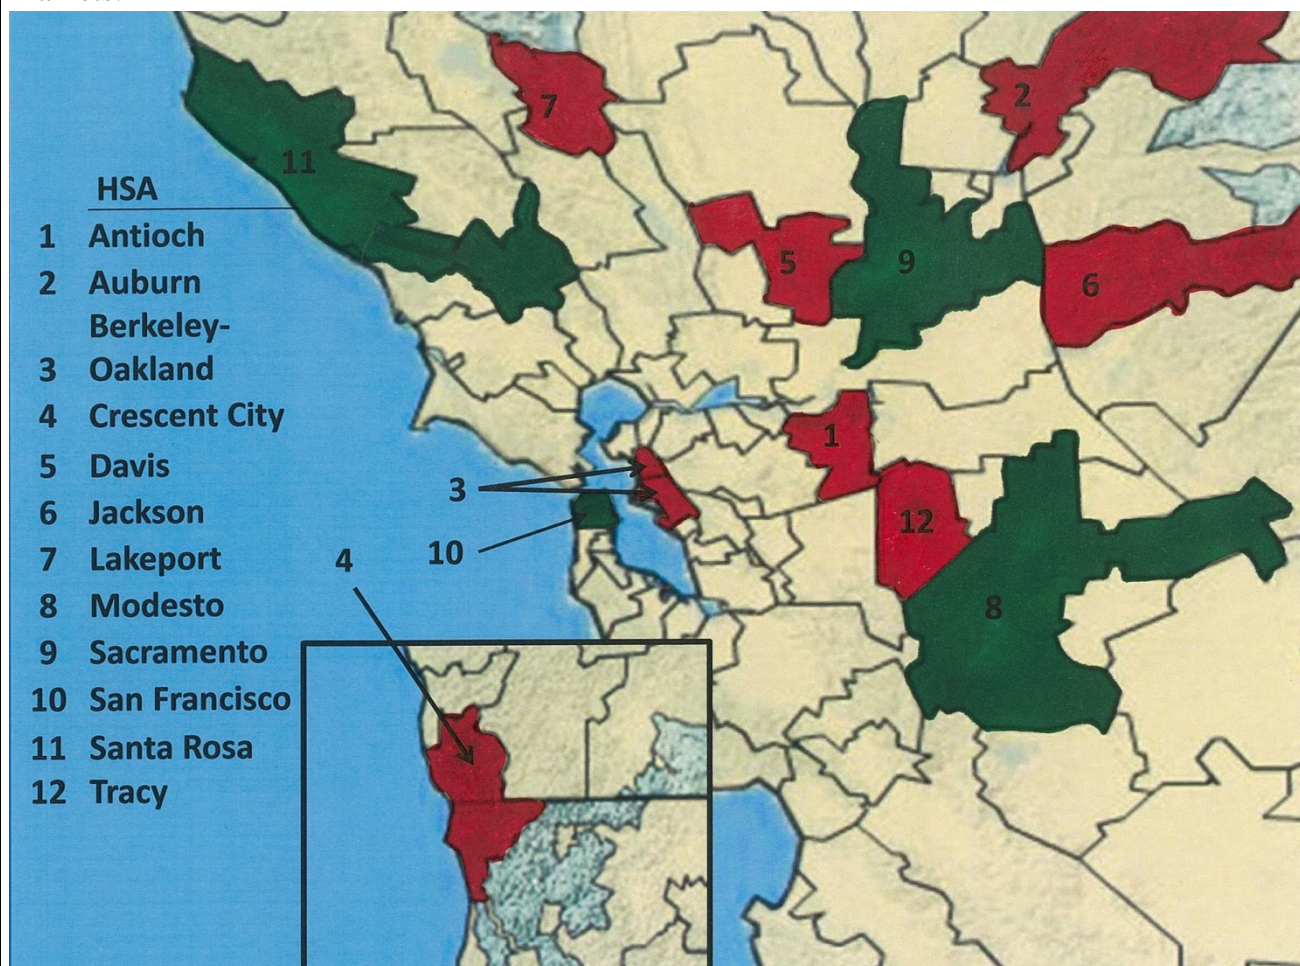 HSA
1 Antioch
2 Auburn
Berkeley-
3 Oakland
4 Crescent City
5 Davis
6 Jackson
7 Lakeport
8 Modesto
9 Sacramento
10 San Francisco
11 Santa Rosa
12 Tracy
7
2
11
5
9
6
1
3
12
10
4
8